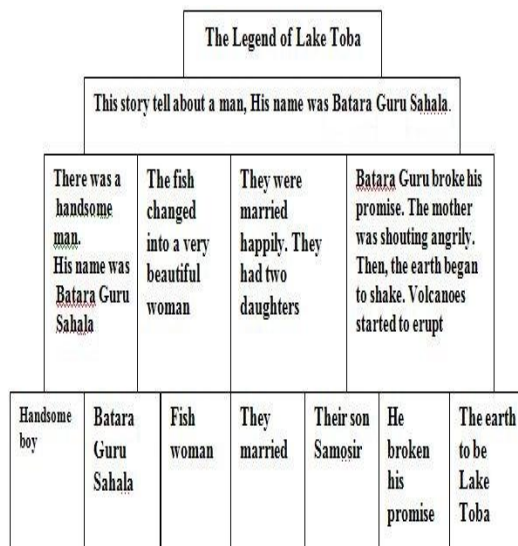 The Legend of Lake Toba
This story tell about a man, His name was Batara Guru Sahala.
There was a
handsome
man.
His name was
Batara Guru
Sahala
The fish
changed
into a very
beautiful
woman
They were
married
happily. They
had two
daughters
Batara Guru broke his
promise. The mother
was shouting angrily.
Then, the earth began
to shake. Volcanoes
started to erupt
Handsome
boy
Batara
Guru
Sahala
Fish
woman
They
married
Their son
Samosir
He
broken
his
promise
The earth
to be
Lake
Toba